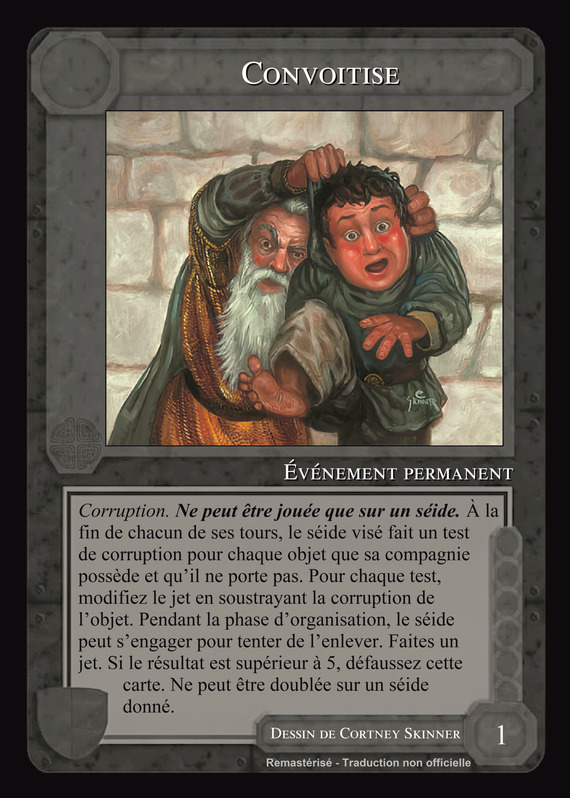 Convoitise
Skinner
Événement permanent
Corruption. Ne peut être jouée que sur un séide. À la
fin de chacun de ses tours, le séide visé fait un test
de corruption pour chaque objet que sa compagnie
possède et qu'il ne porte pas. Pour chaque test,
modifiez le jet en soustrayant la corruption de
l'objet. Pendant la phase d'organisation, le séide
peut s'engager pour tenter de l'enlever. Faites un
jet. Si le résultat est supérieur à 5, défaussez cette
carte. Ne peut être doublée sur un séide
donné.
Dessin de Cortney Skinner
1
Remastérisé - Traduction non officielle